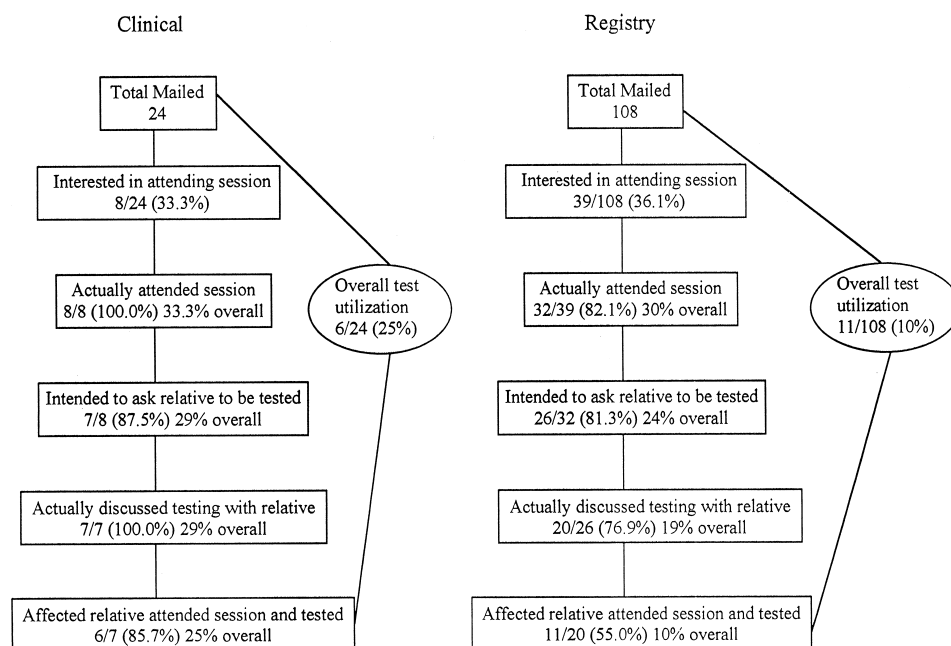 Clinical
Total Mailed
24
Interested in attending session
8/24 (33.3%)
Actually attended session
8/8 (100.0%) 33.3% overall
Overall test
utilization
6/24 (25%)
Intended to ask relative to be tested
7/8 (87.5%) 29% overall
Actually discussed testing with relative
7/7 (100.0%) 29% overall
Affected relative attended session and tested
6/7 (85.7%) 25% overall
Registry
Total Mailed
108
Interested in attending session
39/108 (36.1%)
Actually attended session
32/39 (82.1%) 30% overall
Overall test
utilization
11/108 (10%)
Intended to ask relative to be tested
26/32 (81.3%) 24% overall
Actually discussed testing with relative
20/26 (76.9%) 19% overall
Affected relative attended session and tested
11/20 (55.0%) 10% overall